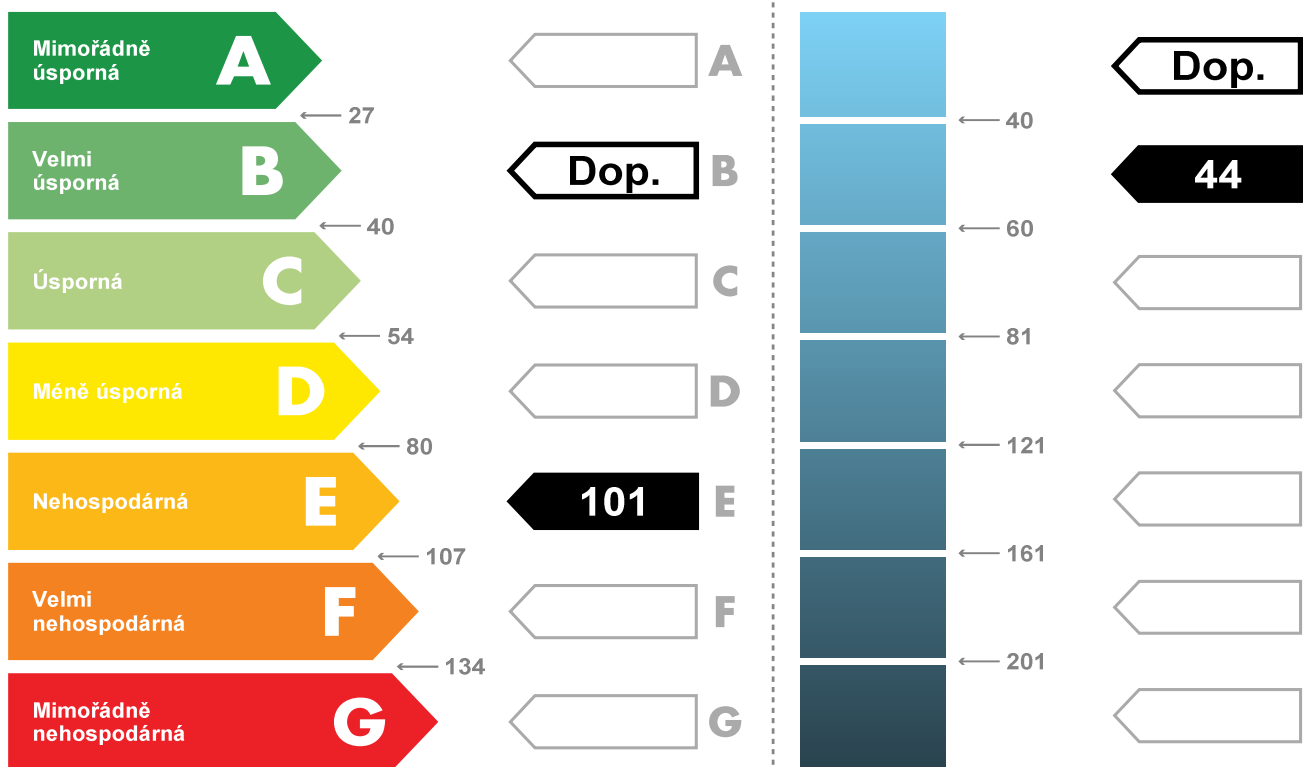 Mimořádně
úsporná
A
A
Dop.
27
40
Velmi
úsporná
B
Dop.
B
44
40
60
Úsporná
C
C
54
81
Méně úsporná
D
D
80
121
Nehospodárná
E
101
E
107
161
Velmi
nehospodárná
F
F
134
201
Mimořádně
nehospodárná
G
G